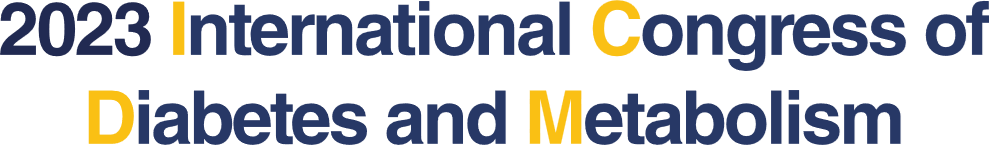 2023 International Congress of
Diabetes and Metabolism